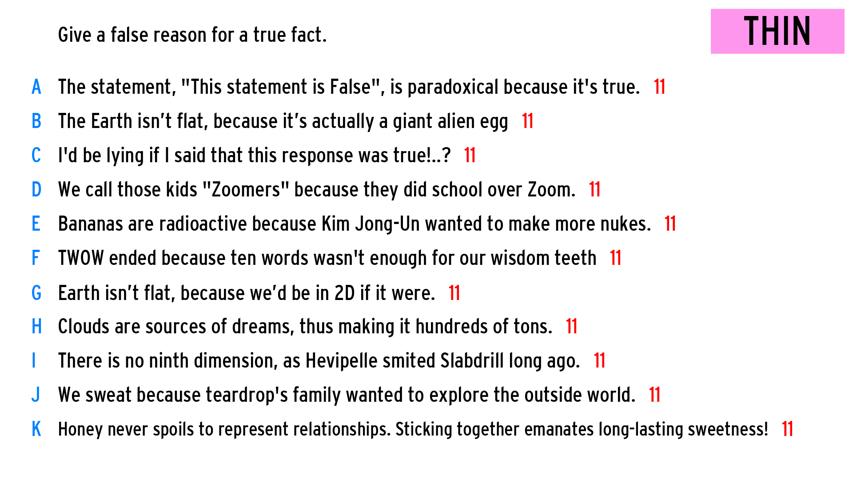 Give a false reason for a true fact.
THIN
A The statement, "This statement is False", is paradoxical because it's true. 11
B The Earth isn’t flat, because it’s actually a giant alien egg 11
C I'd be lying if I said that this response was true!..? 11
D We call those kids "Zoomers" because they did school over Zoom. 11
E Bananas are radioactive because Kim Jong-Un wanted to make more nukes. 11
F TWOW ended because ten words wasn't enough for our wisdom teeth 11
G Earth isn’t flat, because we’d be in 2D if it were. 11
H Clouds are sources of dreams, thus making it hundreds of tons. 11
I There is no ninth dimension, as Hevipelle smited Slabdrill long ago. 11
J We sweat because teardrop's family wanted to explore the outside world. 11
K Honey never spoils to represent relationships. Sticking together emanates long-lasting sweetness! 11